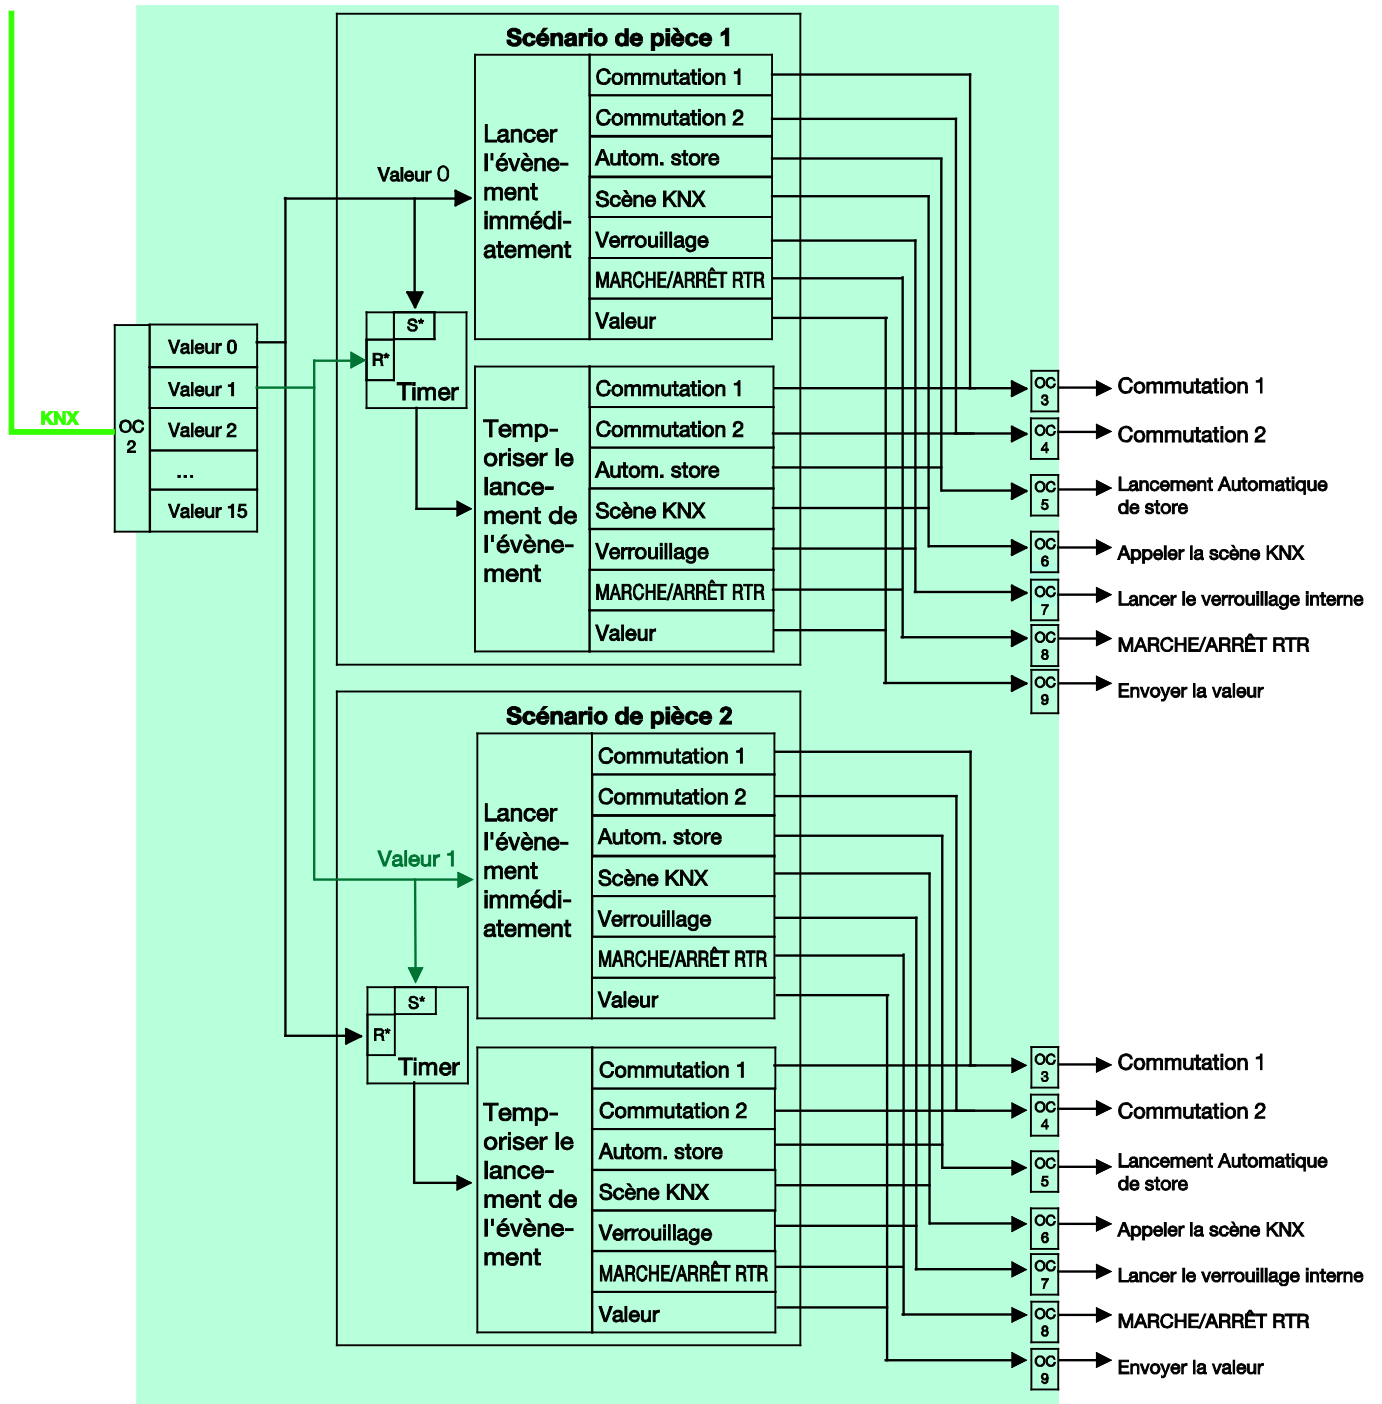 KNX
OC
2
Valeur 0
Valeur 1
Valeur 2
...
Valeur 15
Scénario de pièce 1
Valeur 0
Lancer
l'évène-
ment
immédi-
atement
Commutation 1
Commutation 2
Autom. store
Scène KNX
Verrouillage
MARCHE/ARRÊT RTR
Valeur
S*
R*
Timer
Temp-
oriser le
lance-
ment de
l'évène-
ment
Commutation 1
Commutation 2
Autom. store
Scène KNX
Verrouillage
MARCHE/ARRÊT RTR
Valeur
OC
3
Commutation 1
OC
4
Commutation 2
OC
5
Lancement Automatique
de store
OC
6
Appeler la scène KNX
OC
7
Lancer le verrouillage interne
OC
8
MARCHE/ARRÊT RTR
OC
9
Envoyer la valeur
Scénario de pièce 2
Valeur 1
Lancer
l'évène-
ment
immédi-
atement
Commutation 1
Commutation 2
Autom. store
Scène KNX
Verrouillage
MARCHE/ARRÊT RTR
Valeur
S*
R*
Timer
Temp-
oriser le
lance-
ment de
l'évène-
ment
Commutation 1
Commutation 2
Autom. store
Scène KNX
Verrouillage
MARCHE/ARRÊT RTR
Valeur
OC
3
Commutation 1
OC
4
Commutation 2
OC
5
Lancement Automatique
de store
OC
6
Appeler la scène KNX
OC
7
Lancer le verrouillage interne
OC
8
MARCHE/ARRÊT RTR
OC
9
Envoyer la valeur